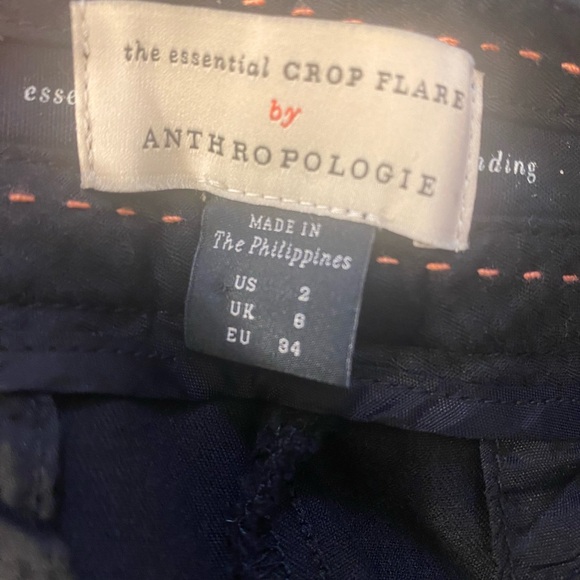 the essential CROP FLARE
by
ANTHROPOLOGIE
esse
nding .
MADE IN
The Philippines
US 2
UK 6
EU 34